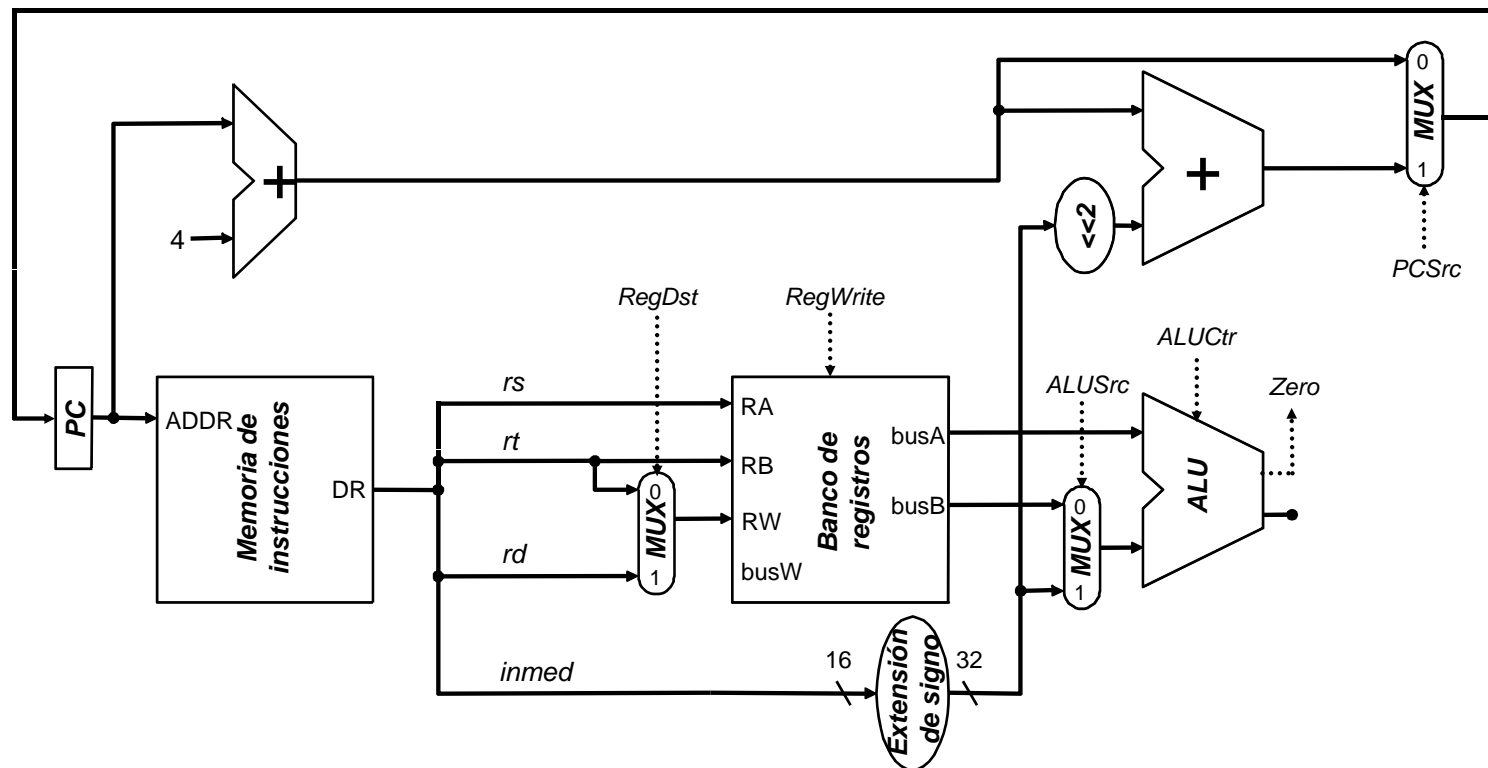 0
MUX
1
PCSrc
+
+
4
<<2
RegDst
RegWrite
ALUCtr
ALUSrc
Zero
PC
ADDR
Memoria de
instrucciones
DR
rs
rt
rd
0
MUX
1
RA
RB
RW
busW
Banco de
registros
busA
busB
0
MUX
1
ALU
inmed
16
Extensión
de signo
32